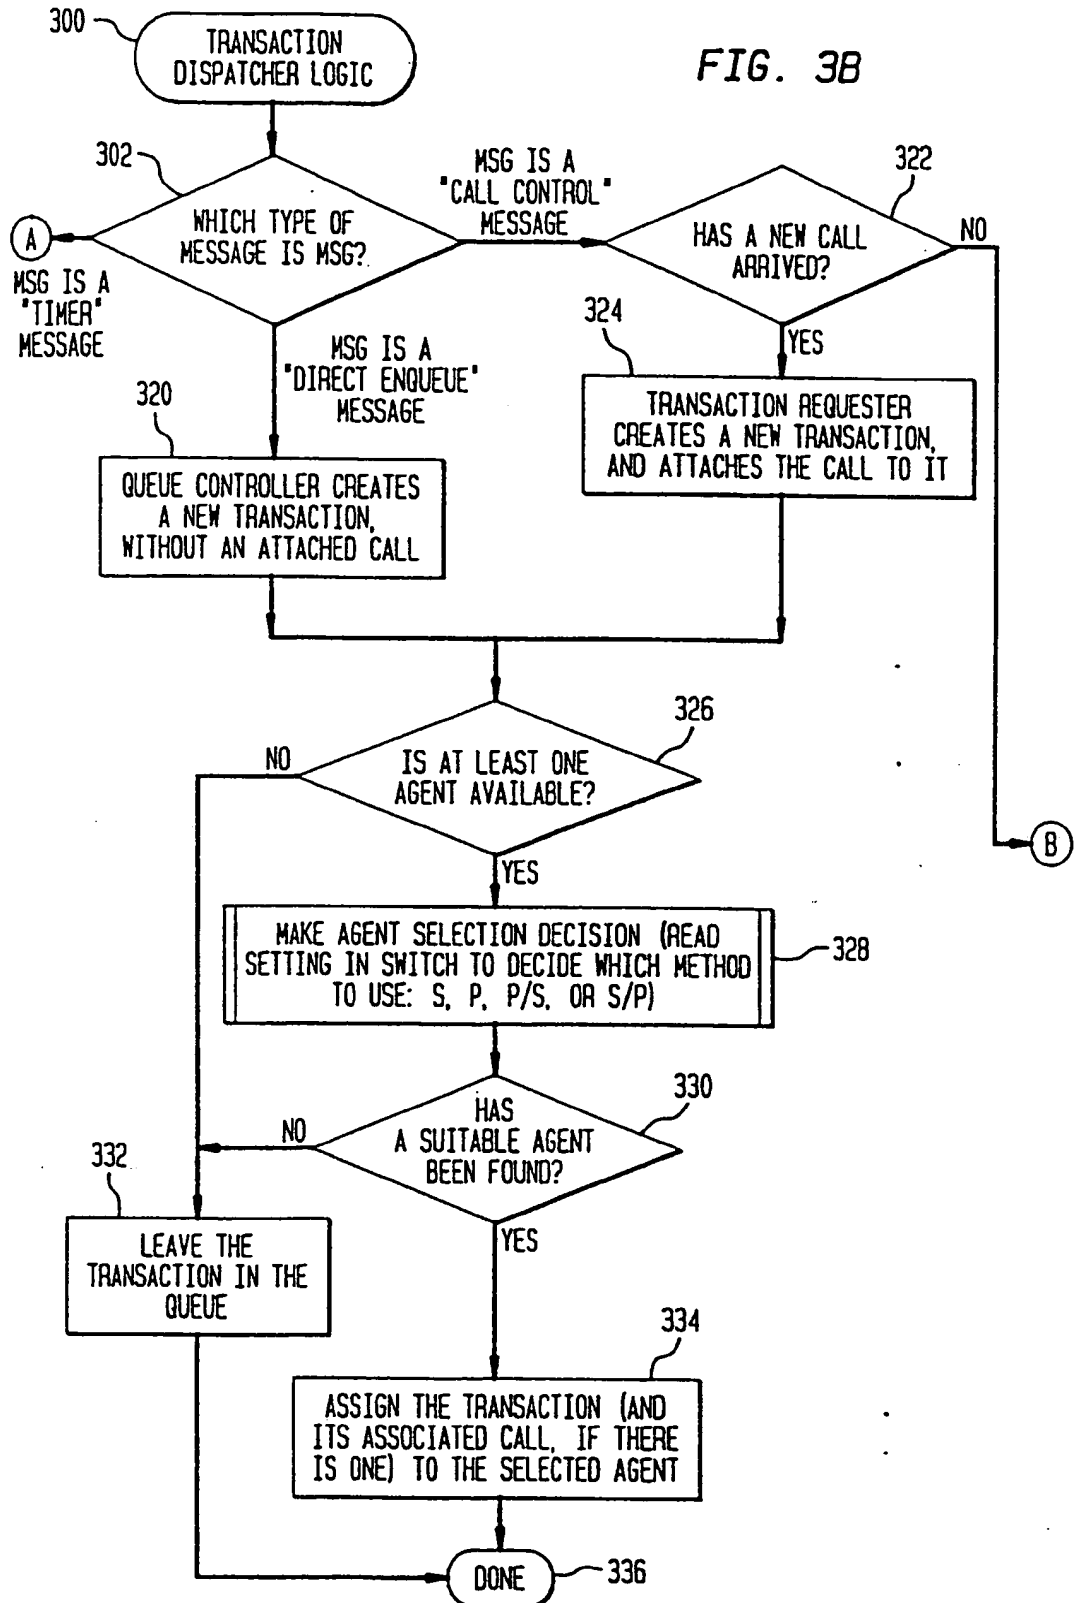 300
TRANSACTION
DISPATCHER LOGIC
FIG. 3B
302
WHICH TYPE OF
MESSAGE IS MSG?
A
MSG IS A
"TIMER"
MESSAGE
MSG IS A
"CALL CONTROL"
MESSAGE
322
HAS A NEW CALL
ARRIVED?
NO
MSG IS A
"DIRECT ENQUEUE"
MESSAGE
324
YES
TRANSACTION REQUESTER
CREATES A NEW TRANSACTION,
AND ATTACHES THE CALL TO IT
320
QUEUE CONTROLLER CREATES
A NEW TRANSACTION,
WITHOUT AN ATTACHED CALL
326
IS AT LEAST ONE
AGENT AVAILABLE?
NO
B
YES
MAKE AGENT SELECTION DECISION (READ
SETTING IN SWITCH TO DECIDE WHICH METHOD
TO USE: S, P, P/S, OR S/P)
328
330
HAS
A SUITABLE AGENT
BEEN FOUND?
NO
332
LEAVE THE
TRANSACTION IN THE
QUEUE
YES
334
ASSIGN THE TRANSACTION (AND
ITS ASSOCIATED CALL, IF THERE
IS ONE) TO THE SELECTED AGENT
DONE
336